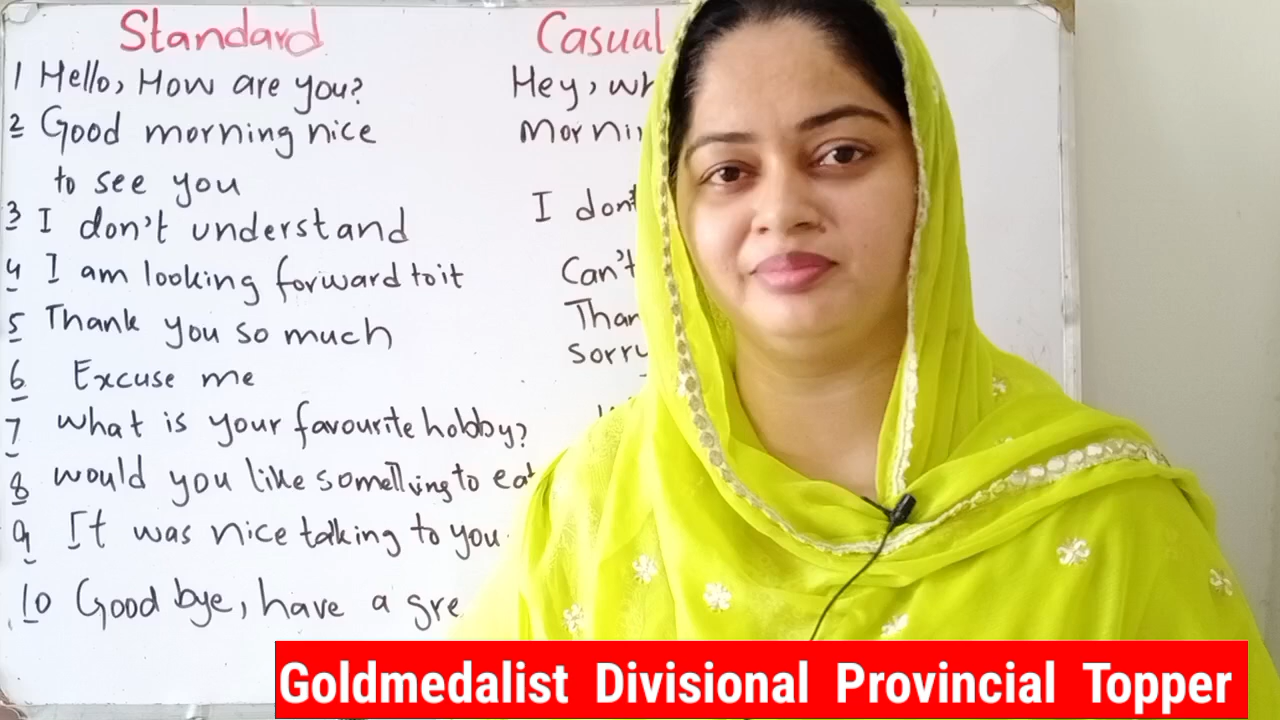 Standard Casual
1 Hello, How are you? Hey, wh
2 Good morning nice Mornin
to see you
3 I don't understand I don't
4 I am looking forward to it Can't
5 Thank you so much Than
Sorry
6 Excuse me
7 What is your favourite hobby?
8 would you like something to eat
9 It was nice talking to you.
10 Good bye, have a gre
Goldmedalist Divisional Provincial Topper